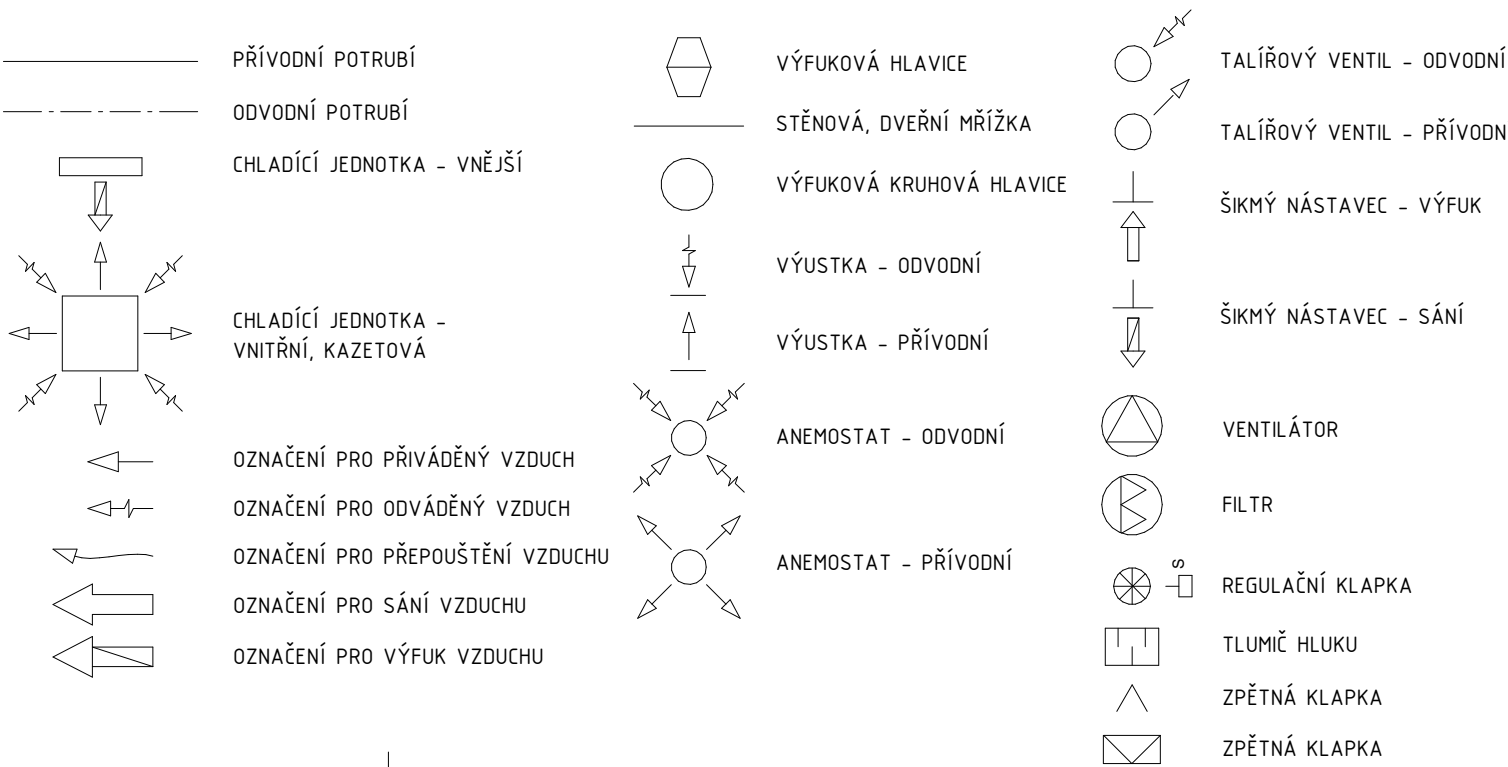 PŘÍVODNÍ POTRUBÍ
ODVODNÍ POTRUBÍ
CHLADÍCÍ JEDNOTKA - VNĚJŠÍ
CHLADÍCÍ JEDNOTKA -
VNITŘNÍ, KAZETOVÁ
OZNAČENÍ PRO PŘIVÁDĚNÝ VZDUCH
OZNAČENÍ PRO ODVÁDĚNÝ VZDUCH
OZNAČENÍ PRO PŘEPOUŠTĚNÍ VZDUCHU
OZNAČENÍ PRO SÁNÍ VZDUCHU
OZNAČENÍ PRO VÝFUK VZDUCHU
VÝFUKOVÁ HLAVICE
STĚNOVÁ, DVEŘNÍ MŘÍŽKA
VÝFUKOVÁ KRUHOVÁ HLAVICE
VÝUSTKA - ODVODNÍ
VÝUSTKA - PŘÍVODNÍ
ANEMOSTAT - ODVODNÍ
ANEMOSTAT - PŘÍVODNÍ
TALÍŘOVÝ VENTIL - ODVODNÍ
TALÍŘOVÝ VENTIL - PŘÍVODN
ŠIKMÝ NÁSTAVEC - VÝFUK
ŠIKMÝ NÁSTAVEC - SÁNÍ
VENTILÁTOR
FILTR
S
REGULAČNÍ KLAPKA
TLUMIČ HLUKU
ZPĚTNÁ KLAPKA
ZPĚTNÁ KLAPKA